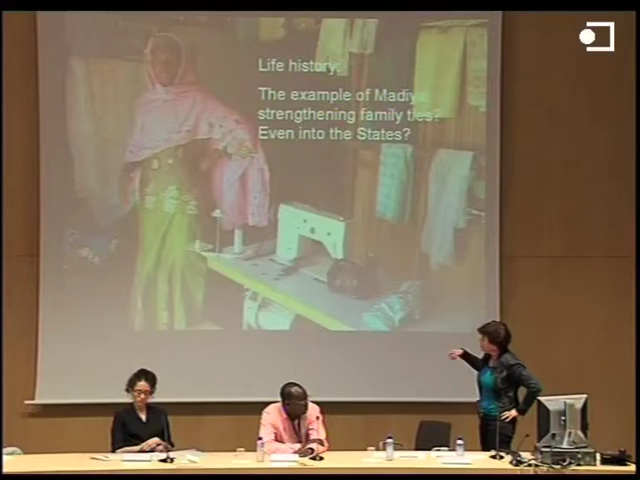 Life history:
The example of Madiya:
strengthening family ties?
Even into the States?